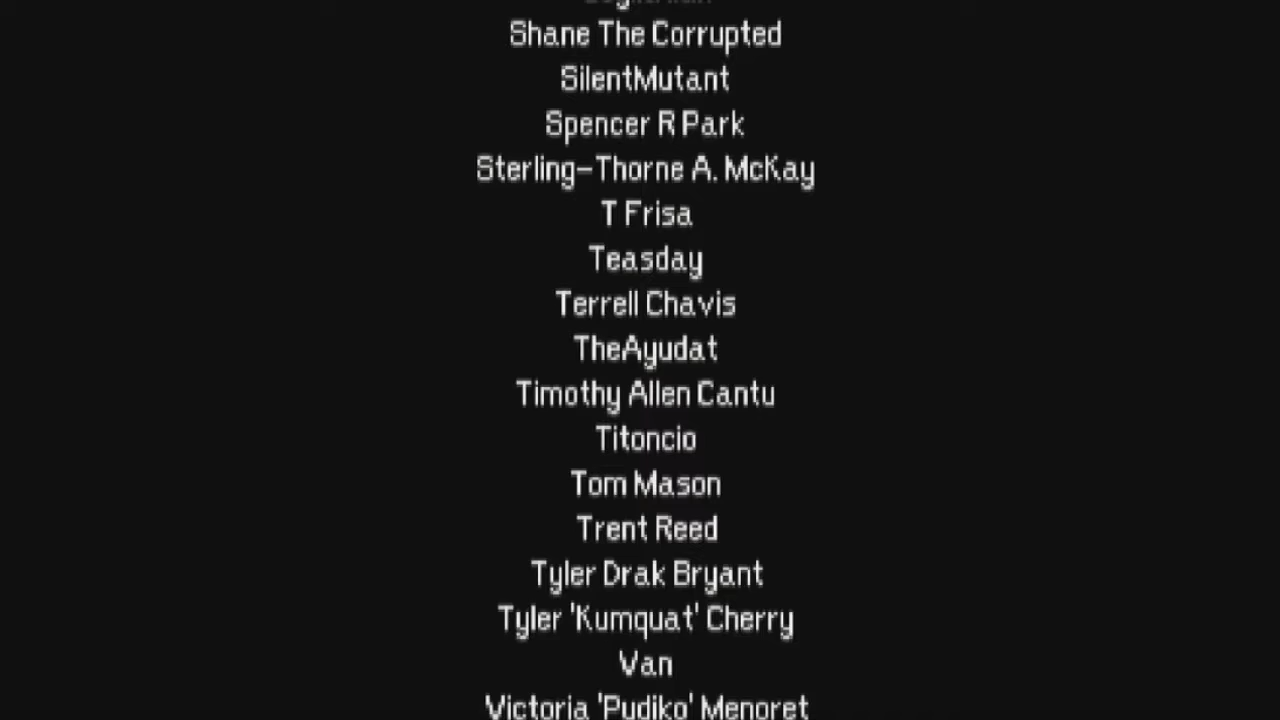 Shane The Corrupted
SilentMutant
Spencer R Park
Sterling-Thorne A. McKay
T Frisa
Teasday
Terrell Chavis
TheAyudat
Timothy Allen Cantu
Titoncio
Tom Mason
Trent Reed
Tyler Drak Bryant
Tyler 'Kumquat' Cherry
Van
Victoria 'Pudiko' Menoret